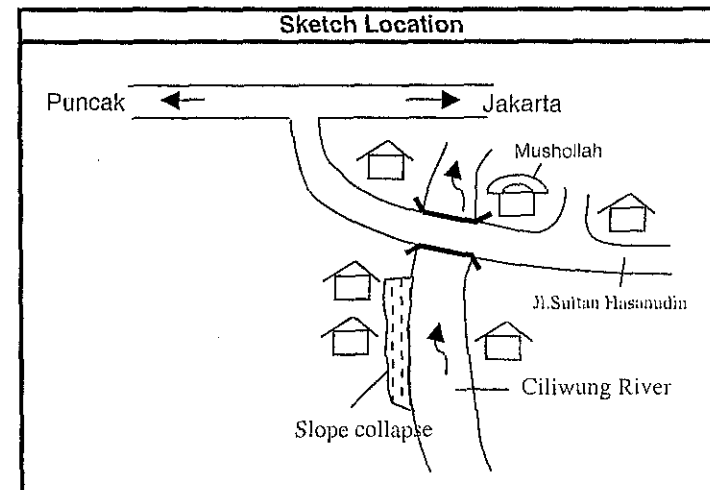 Sketch Location
Puncak
Jakarta
Mushollah
Jl.Sultan Hasanudin
Ciliwung River
Slope collapse